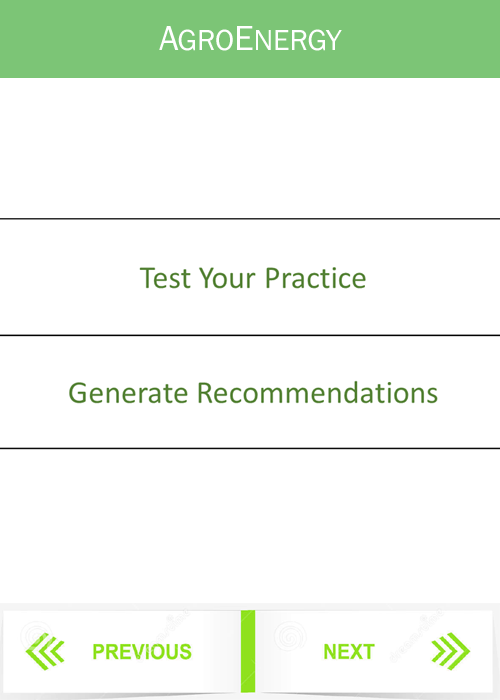 AGROENERGY
Test Your Practice
Generate Recommendations
PREVIOUS NEXT